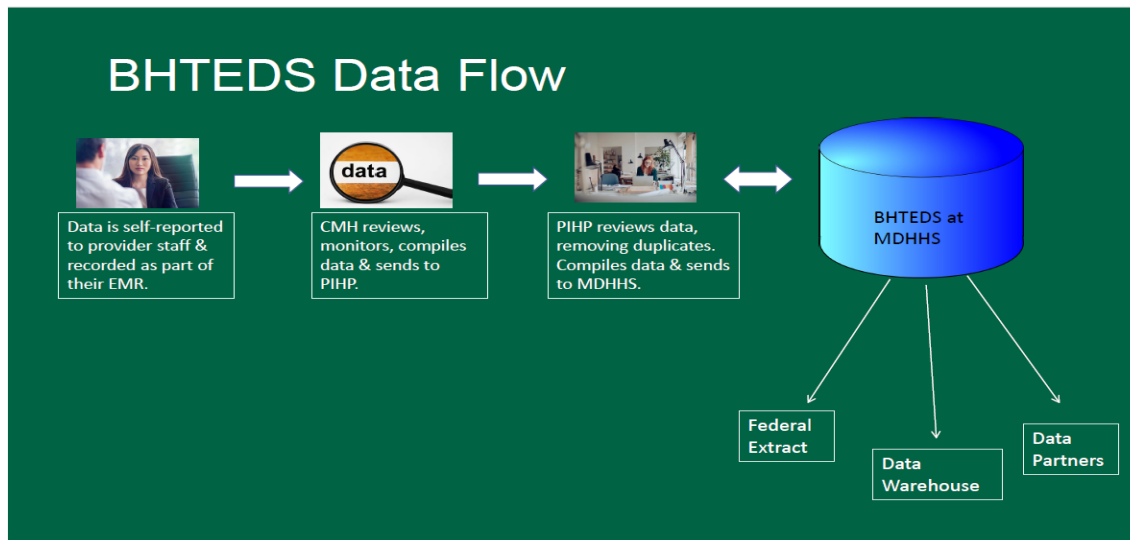 BHTEDS Data Flow
data
Data is self-reported
to provider staff &
recorded as part of
their EMR.
CMH reviews,
monitors, compiles
data & sends to
PIHP.
PIHP reviews data,
removing duplicates.
Compiles data & sends
to MDHHS.
BHTEDS at
MDHHS
Federal
Extract
Data
Warehouse
Data
Partners